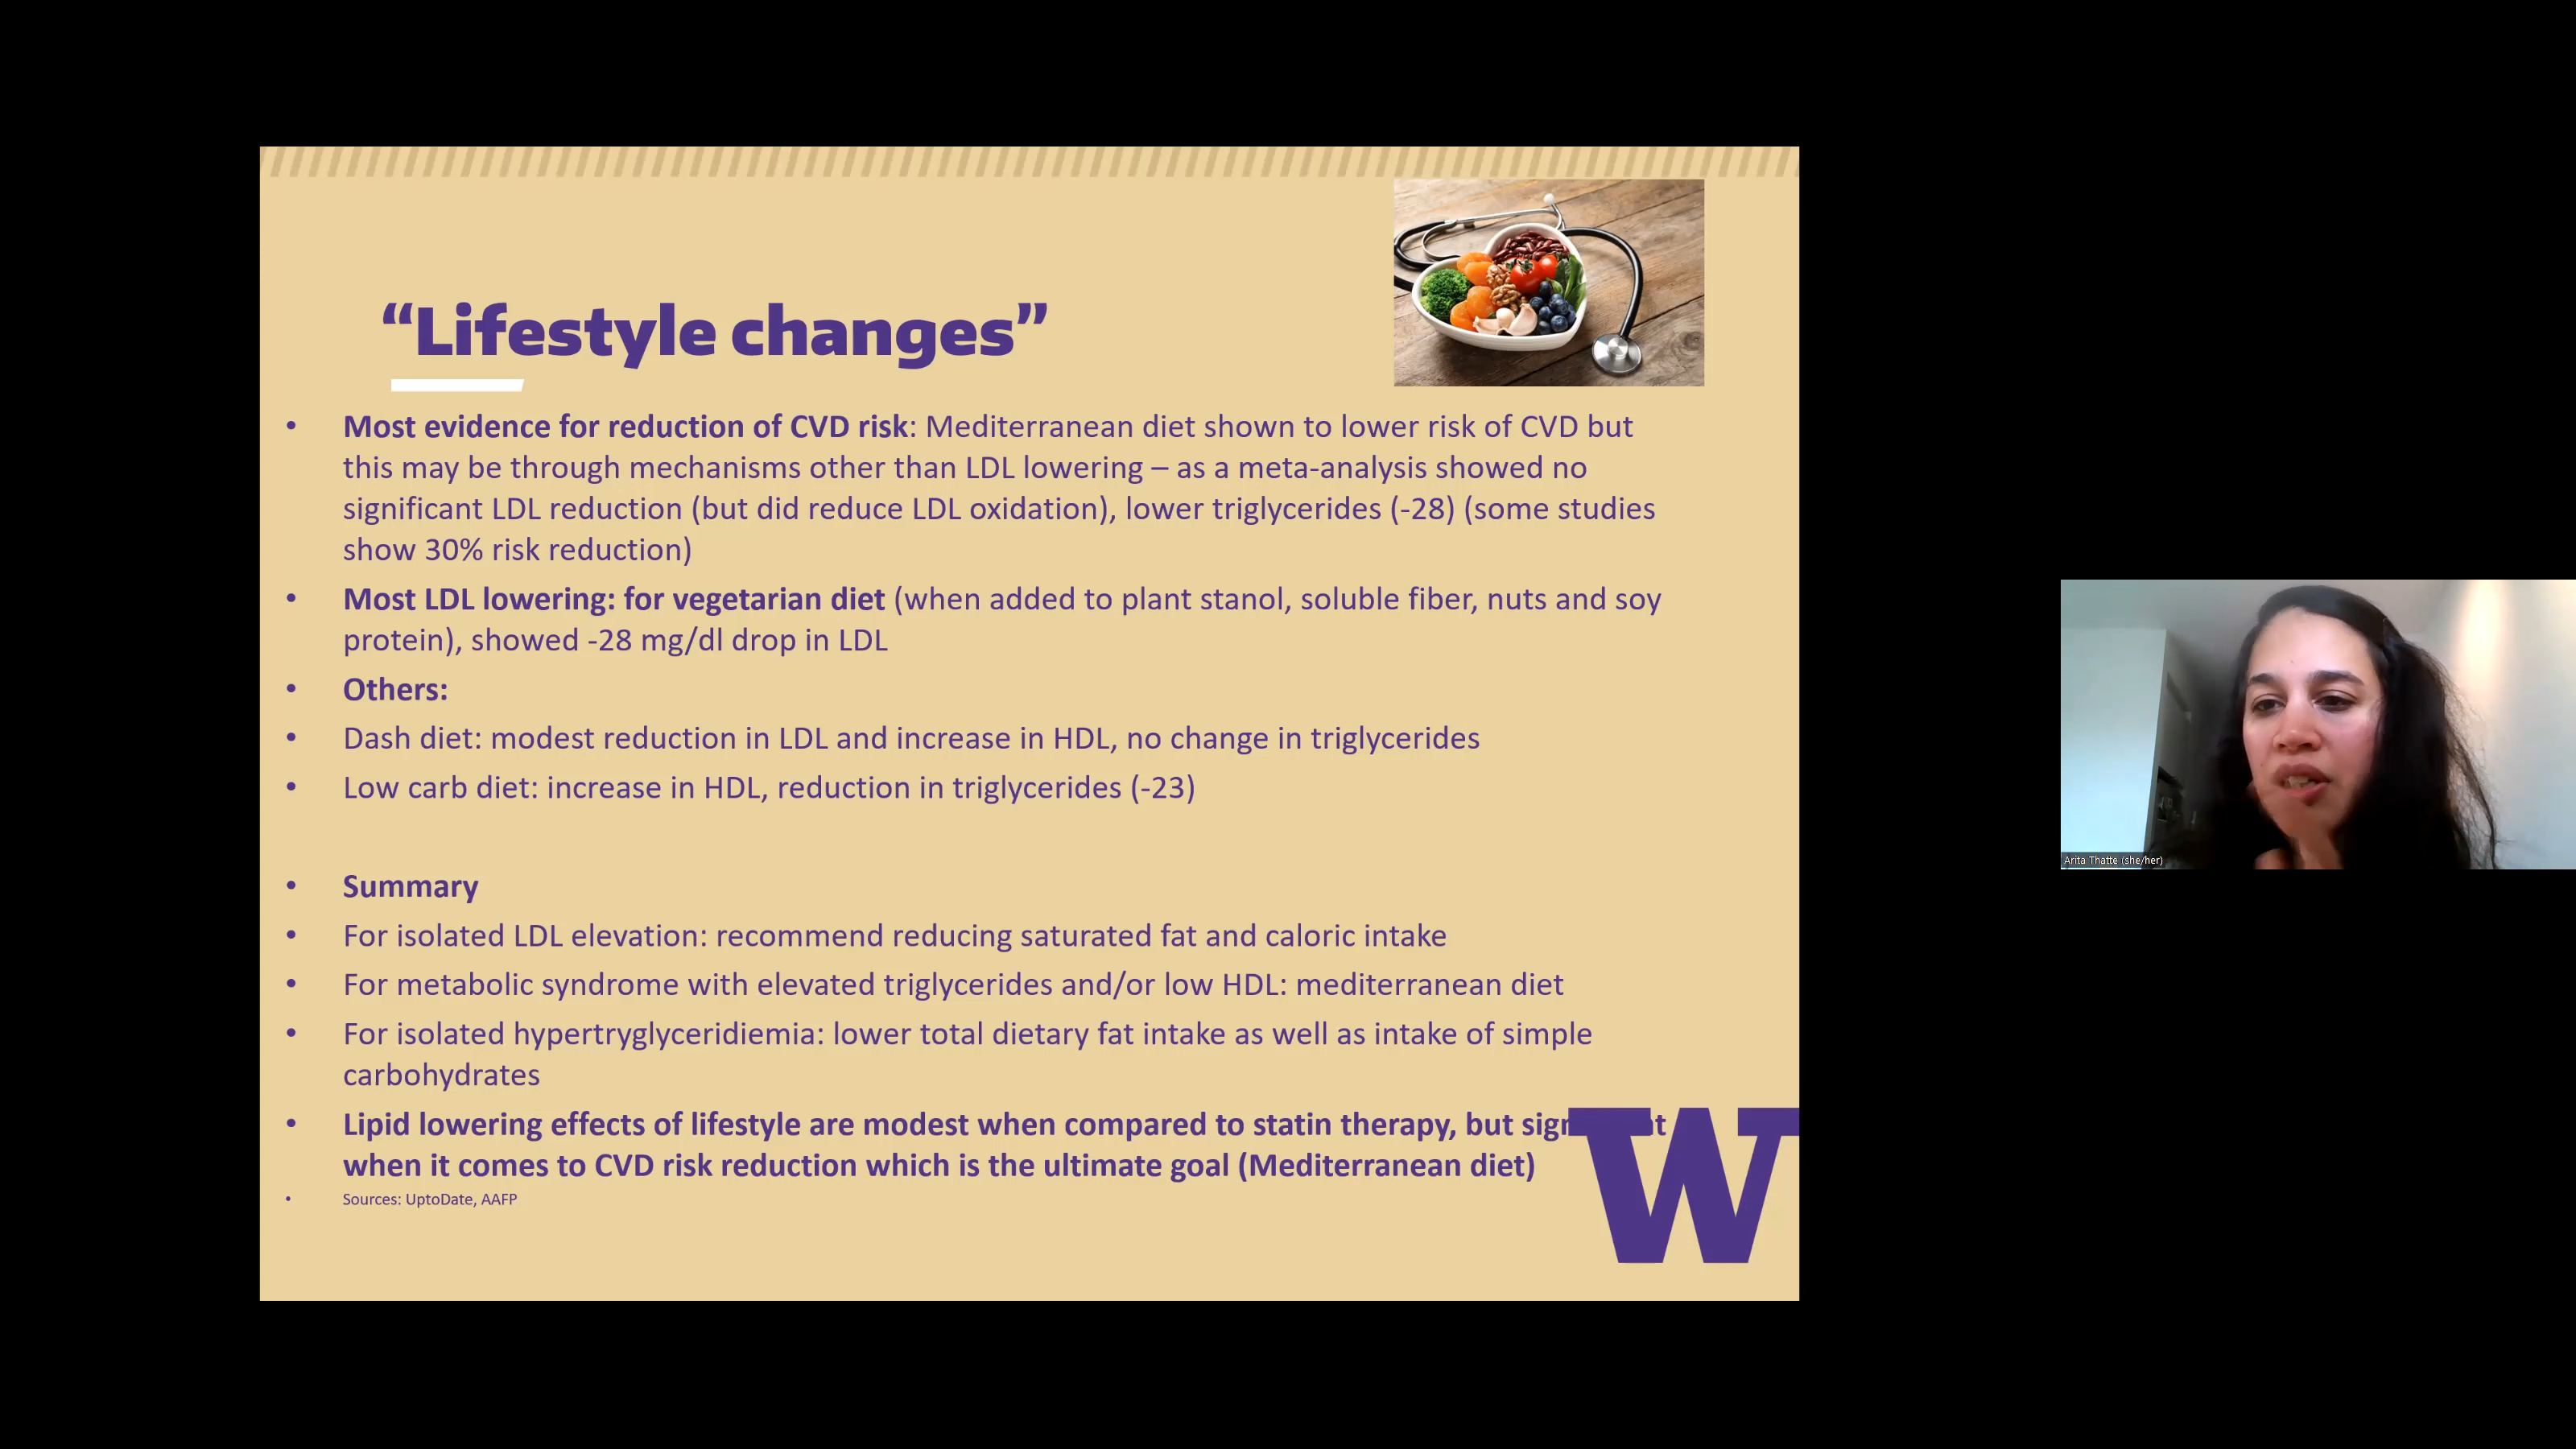 “Lifestyle changes”
• Most evidence for reduction of CVD risk: Mediterranean diet shown to lower risk of CVD but
this may be through mechanisms other than LDL lowering – as a meta-analysis showed no
significant LDL reduction (but did reduce LDL oxidation), lower triglycerides (-28) (some studies
show 30% risk reduction)
• Most LDL lowering: for vegetarian diet (when added to plant stanol, soluble fiber, nuts and soy
protein), showed -28 mg/dl drop in LDL
• Others:
• Dash diet: modest reduction in LDL and increase in HDL, no change in triglycerides
• Low carb diet: increase in HDL, reduction in triglycerides (-23)
• Summary
• For isolated LDL elevation: recommend reducing saturated fat and caloric intake
• For metabolic syndrome with elevated triglycerides and/or low HDL: mediterranean diet
• For isolated hypertryglyceridiemia: lower total dietary fat intake as well as intake of simple
carbohydrates
• Lipid lowering effects of lifestyle are modest when compared to statin therapy, but
when it comes to CVD risk reduction which is the ultimate goal (Mediterranean diet)
• Sources: UptoDate, AAFP
W
Arita Thatte (she/her)